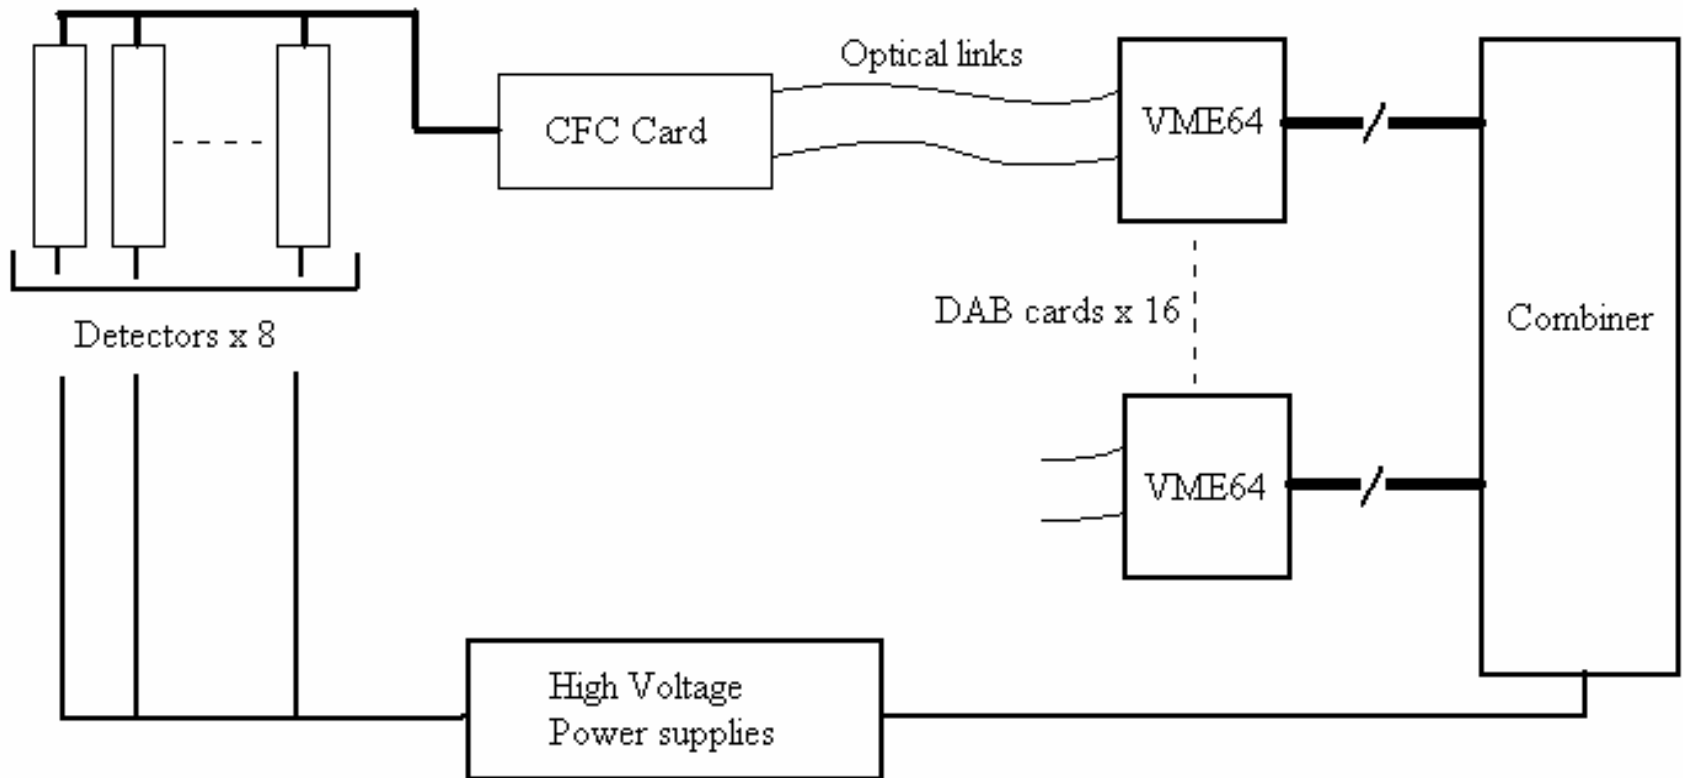 Optical links
CFC Card
VME64
DAB cards x 16
Combiner
Detectors x 8
VME64
High Voltage
Power supplies